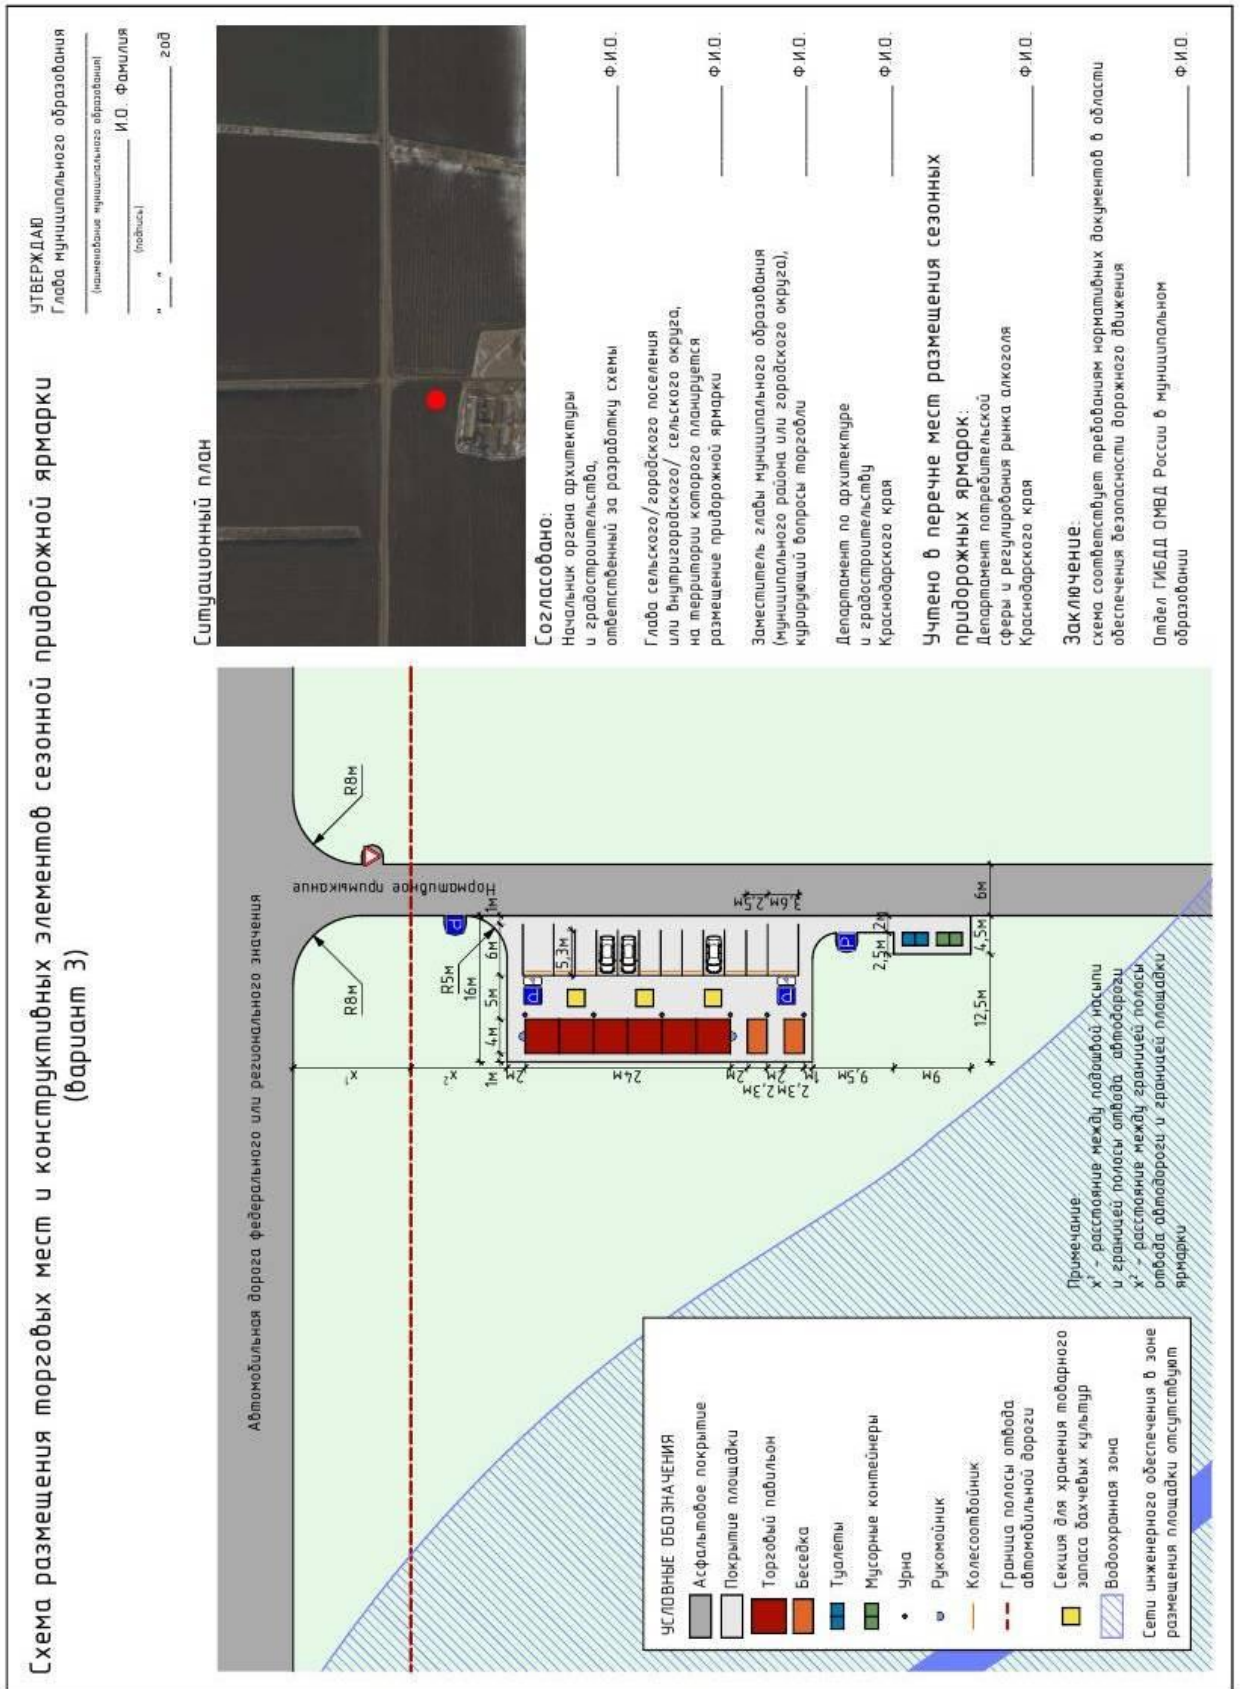 Схема размещения торговых мест и конструктивных элементов сезонной придорожной ярмарки
(вариант 3)
УТВЕРЖДАЮ
Глава муниципального образования
(наименование муниципального образования)
И.О. Фамилия
(подпись)
" " год
Автомобильная дорога федерального или регионального значения
R8м
R8м
Нормативное примыкание
x¹
x²
R5м
16м
1м
4м
5м
6м
1м
5,3м
2м
24м
2м
2,3м
2м
2,3м
1м
9,5м
9м
3,6м
2,5м
2м
2,5м
4,5м
6м
12,5м
P
P
P
P
УСЛОВНЫЕ ОБОЗНАЧЕНИЯ
Асфальтовое покрытие
Покрытие площадки
Торговый павильон
Беседка
Туалеты
Мусорные контейнеры
Урна
Рукомойник
Колесоотбойник
Граница полосы отвода
автомобильной дороги
Секция для хранения товарного
запаса бахчевых культур
Водоохранная зона
Сети инженерного обеспечения в зоне
размещения площадки отсутствуют
Примечание
x¹ - расстояние между подошвой насыпи
и границей полосы отвода автодороги
x² - расстояние между границей полосы
отвода автодороги и границей площадки
ярмарки
Ситуационный план
Согласовано:
Начальник органа архитектуры
и градостроительства,
ответственный за разработку схемы Ф.И.О.
Глава сельского/городского поселения
или внутригородского/ сельского округа,
на территории которого планируется
размещение придорожной ярмарки Ф.И.О.
Заместитель главы муниципального образования
(муниципального района или городского округа),
курирующий вопросы торговли Ф.И.О.
Департамент по архитектуре
и градостроительству
Краснодарского края Ф.И.О.
Учтено в перечне мест размещения сезонных
придорожных ярмарок:
Департамент потребительской
сферы и регулирования рынка алкоголя
Краснодарского края Ф.И.О.
Заключение:
схема соответствует требованиям нормативных документов в области
обеспечения безопасности дорожного движения
Отдел ГИБДД ОМВД России в муниципальном
образовании Ф.И.О.